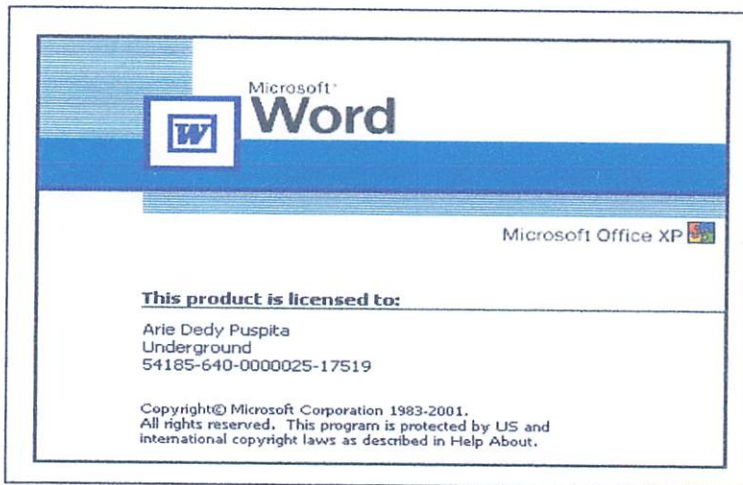 Microsoft®
Word
Microsoft Office XP
This product is licensed to:
Arie Dedy Puspita
Underground
54185-640-0000025-17519
Copyright© Microsoft Corporation 1983-2001.
All rights reserved. This program is protected by US and
international copyright laws as described in Help About.